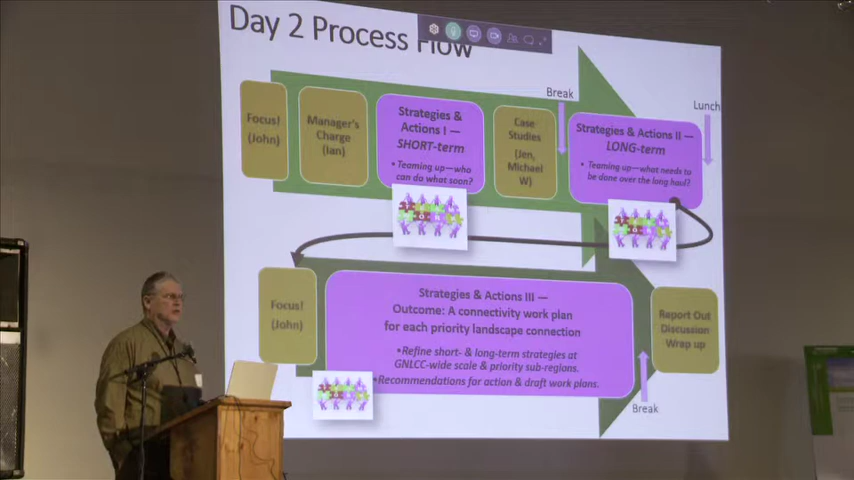 Day 2 Process Flow
Break
Lunch
Focus!
(John)
Manager's
Charge
(Ian)
Strategies &
Actions I —
SHORT-term
• Teaming up—who
can do what soon?
Case
Studies
(Jen,
Michael
W)
Strategies & Actions II —
LONG-term
• Teaming up—what needs to
be done over the long haul?
Focus!
(John)
Strategies & Actions III —
Outcome: A connectivity work plan
for each priority landscape connection
•Refine short- & long-term strategies at
GNLCC-wide scale & priority sub-regions.
•Recommendations for action & draft work plans.
Report Out
Discussion
Wrap up
Break